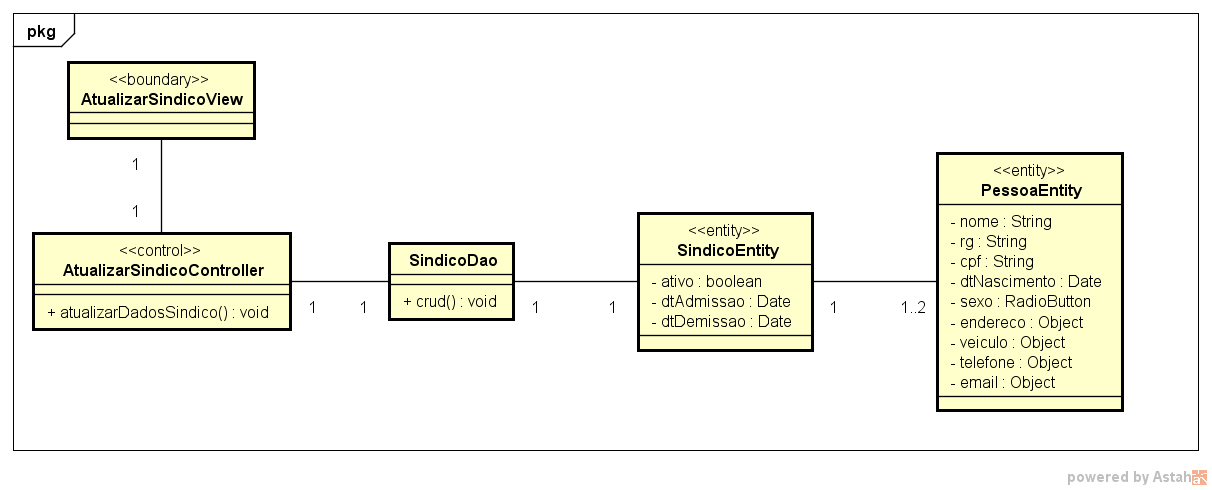 pkg
<<boundary>>
AtualizarSindicoView
1
1
<<control>>
AtualizarSindicoController
+ atualizarDadosSindico() : void
1
1
SindicoDao
+ crud() : void
1
1
<<entity>>
SindicoEntity
- ativo : boolean
- dtAdmissao : Date
- dtDemissao : Date
1
1..2
<<entity>>
PessoaEntity
- nome : String
- rg : String
- cpf : String
- dtNascimento : Date
- sexo : RadioButton
- endereco : Object
- veiculo : Object
- telefone : Object
- email : Object
powered by Astah